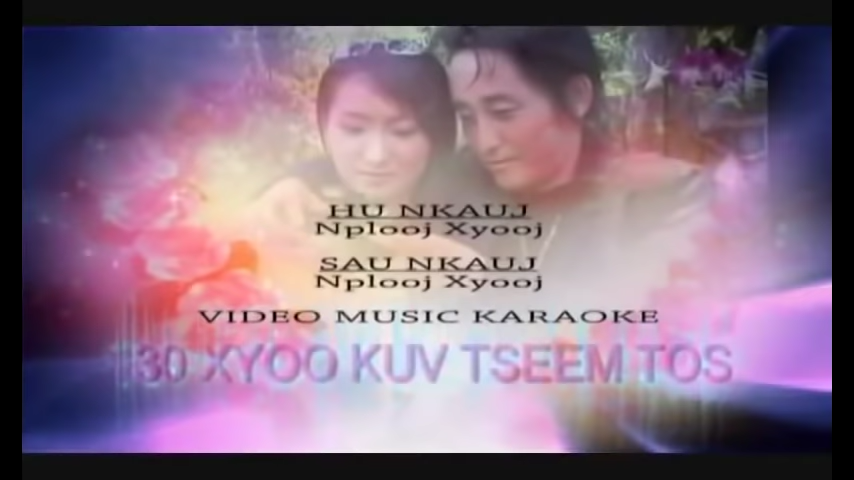 HU NKAUJ
Nplooj Xyooj
SAU NKAUJ
Nplooj Xyooj
VIDEO MUSIC KARAOKE
30 XYOO KUV TSEEM TOS